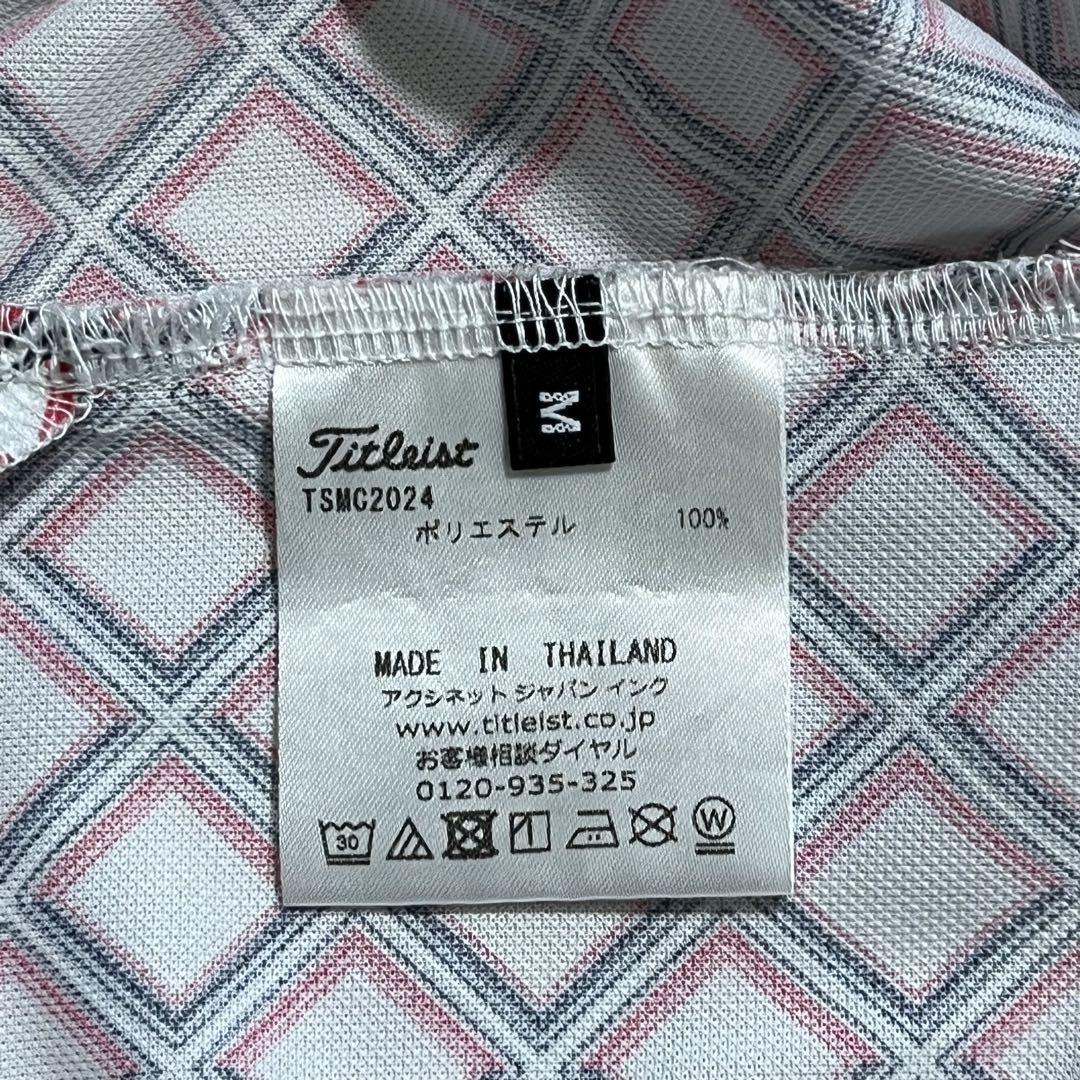 M
Titleist
TSMC2024
ポリエステル 100%
MADE IN THAILAND
アクシネット ジャパン インク
www.titleist.co.jp
お客様相談ダイヤル
0120-935-325
30 W